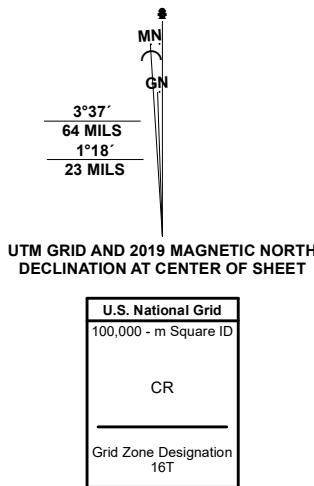 MN
GN
3°37´
64 MILS
1°18´
23 MILS
UTM GRID AND 2019 MAGNETIC NORTH
DECLINATION AT CENTER OF SHEET
U.S. National Grid
100,000 - m Square ID
CR
Grid Zone Designation
16T